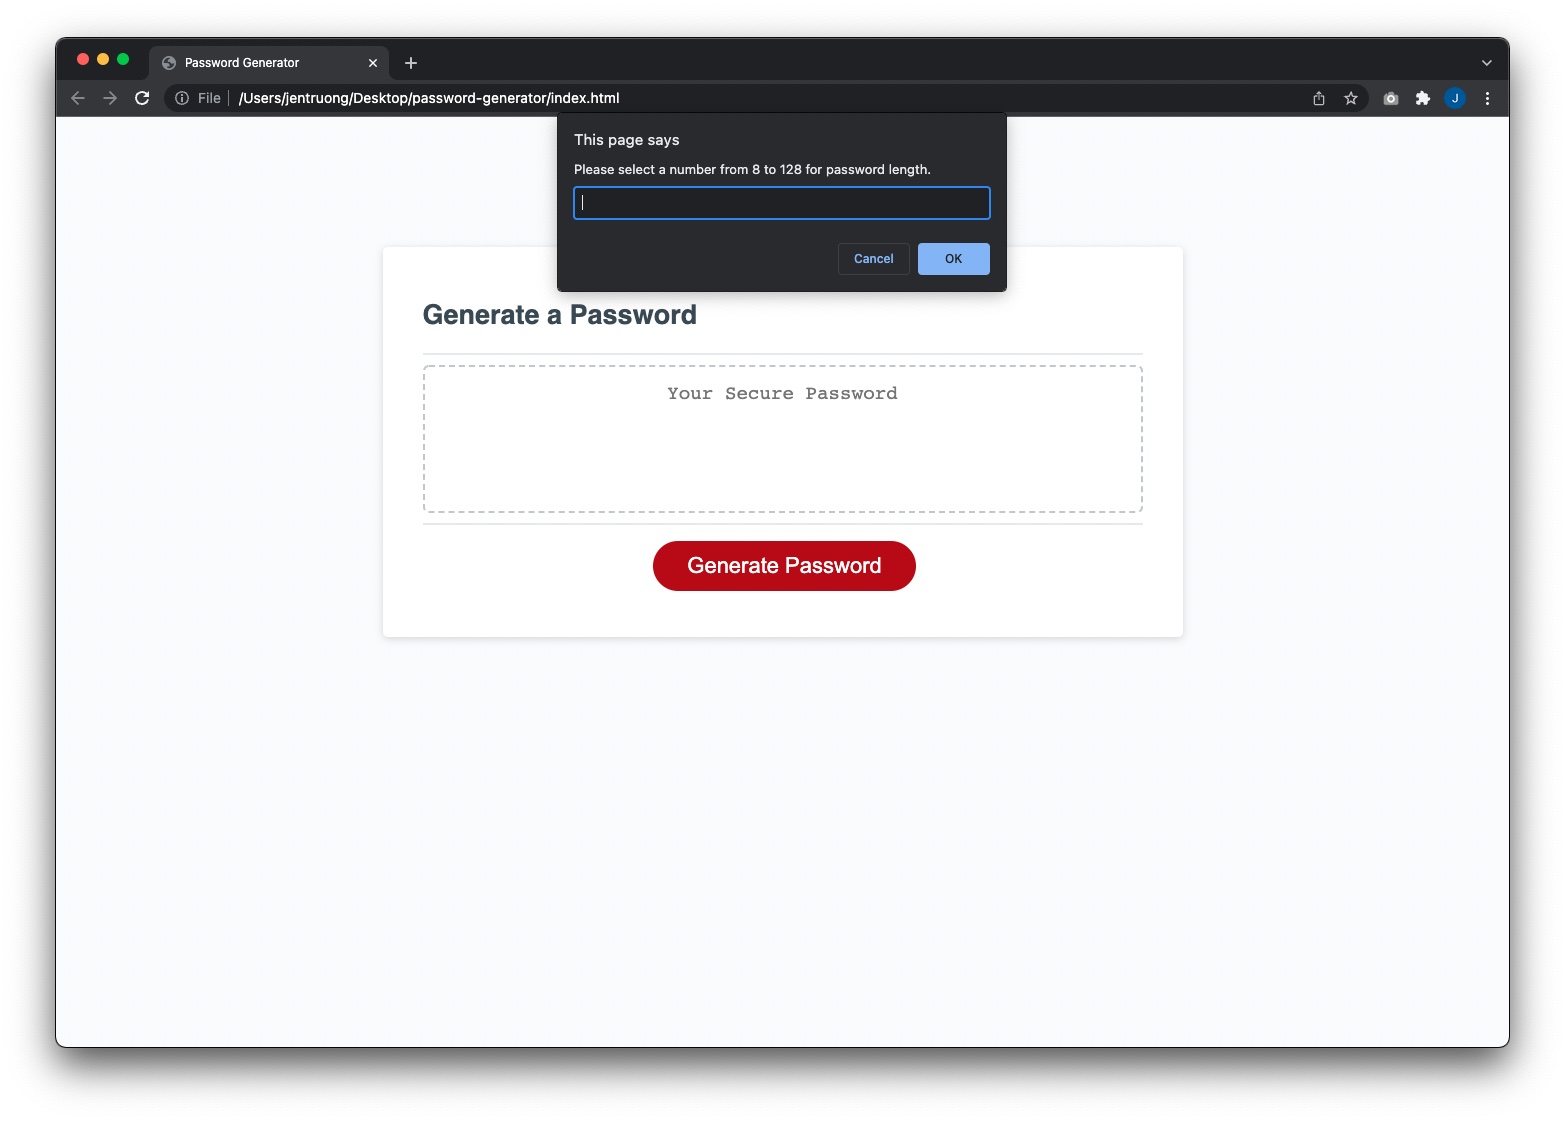 Password Generator
File /Users/jentruong/Desktop/password-generator/index.html
J
This page says
Please select a number from 8 to 128 for password length.
Cancel
OK
Generate a Password
Your Secure Password
Generate Password